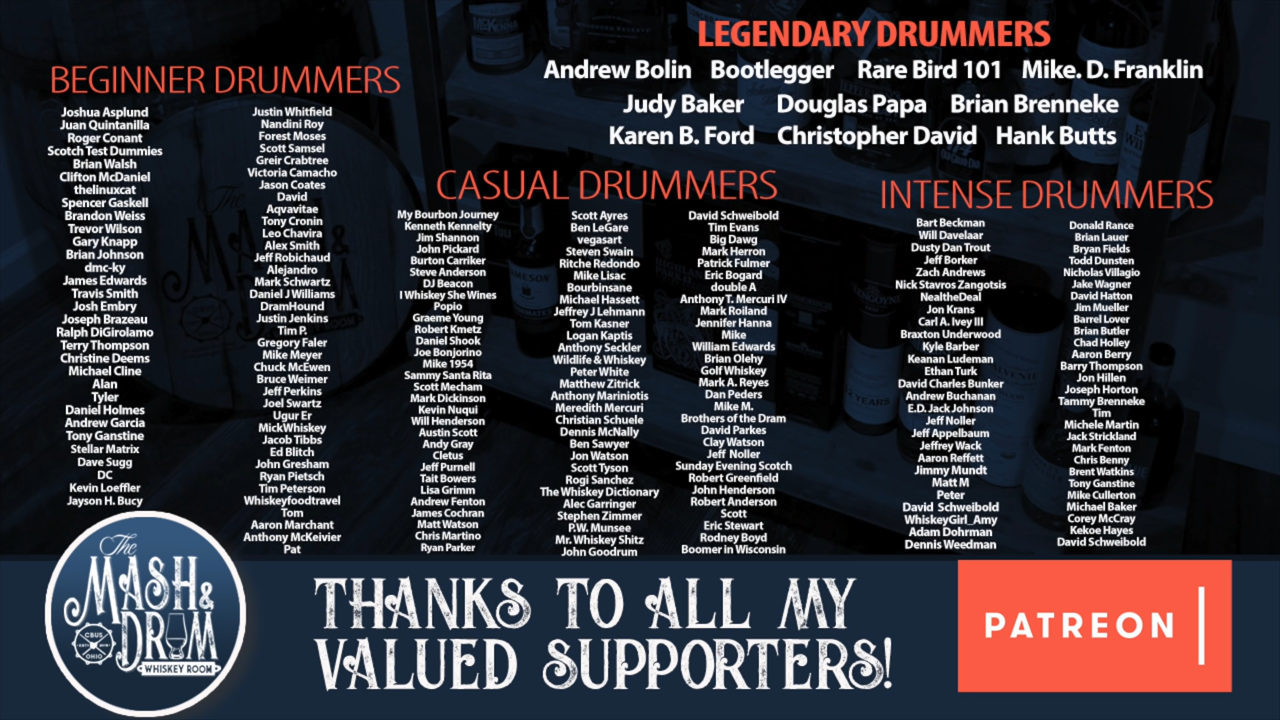 LEGENDARY DRUMMERS
Andrew Bolin Bootlegger Rare Bird 101 Mike. D. Franklin
Judy Baker Douglas Papa Brian Brenneke
Karen B. Ford Christopher David Hank Butts
BEGINNER DRUMMERS
Joshua Asplund
Juan Quintanilla
Roger Conant
Scotch Test Dummies
Brian Walsh
Clifton McDaniel
thelinuxcat
Spencer Gaskell
Brandon Weiss
Trevor Wilson
Gary Knapp
Brian Johnson
dmc-ky
James Edwards
Travis Smith
Josh Embry
Joseph Brazeau
Ralph DiGirolamo
Terry Thompson
Christine Deems
Michael Cline
Alan
Tyler
Daniel Holmes
Andrew Garcia
Tony Ganstine
Stellar Matrix
Dave Sugg
DC
Kevin Loeffler
Jayson H. Bucy
Justin Whitfield
Nandini Roy
Forest Moses
Scott Samsel
Greir Crabtree
Victoria Camacho
Jason Coates
David
Aqvavitae
Tony Cronin
Leo Chavira
Alex Smith
Jeff Robichaud
Alejandro
Mark Schwartz
Daniel J Williams
DramHound
Justin Jenkins
Tim P.
Gregory Faler
Mike Meyer
Chuck McEwen
Bruce Weimer
Jeff Perkins
Joel Swartz
Ugur Er
MickWhiskey
Jacob Tibbs
Ed Blitch
John Gresham
Ryan Pietsch
Tim Peterson
Whiskeyfoodtravel
Tom
Aaron Marchant
Anthony McKeivier
Pat
CASUAL DRUMMERS
My Bourbon Journey
Kenneth Kennelty
Jim Shannon
John Pickard
Burton Carriker
Steve Anderson
DJ Beacon
I Whiskey She Wines
Popio
Graeme Young
Robert Kmetz
Daniel Shook
Joe Bonjorino
Mike 1954
Sammy Santa Rita
Scott Mecham
Mark Dickinson
Kevin Nuqui
Will Henderson
Austin Scott
Andy Gray
Cletus
Jeff Purnell
Tait Bowers
Lisa Grimm
Andrew Fenton
James Cochran
Matt Watson
Chris Martino
Ryan Parker
Scott Ayres
Ben LeGare
vegasart
Steven Swain
Ritche Redondo
Mike Lisac
Bourbinsane
Michael Hassett
Jeffrey J Lehmann
Tom Kasner
Logan Kaptis
Anthony Seckler
Wildlife & Whiskey
Peter White
Matthew Zitrick
Anthony Mariniotis
Meredith Mercuri
Christian Schuele
Dennis McNally
Ben Sawyer
Jon Watson
Scott Tyson
Rogi Sanchez
The Whiskey Dictionary
Alec Garringer
Stephen Zimmer
P.W. Munsee
Mr. Whiskey Shitz
John Goodrum
David Schweibold
Tim Evans
Big Dawg
Mark Herron
Patrick Fulmer
Eric Bogard
double A
Anthony T. Mercuri IV
Mark Roiland
Jennifer Hanna
Mike
William Edwards
Brian Olehy
Golf Whiskey
Mark A. Reyes
Dan Peders
Mike M.
Brothers of the Dram
David Parkes
Clay Watson
Jeff Noller
Sunday Evening Scotch
Robert Greenfield
John Henderson
Robert Anderson
Scott
Eric Stewart
Rodney Boyd
Boomer in Wisconsin
INTENSE DRUMMERS
Bart Beckman
Will Davelaar
Dusty Dan Trout
Jeff Borker
Zach Andrews
Nick Stavros Zangotsis
NealtheDeal
Jon Krans
Carl A. Ivey III
Braxton Underwood
Kyle Barber
Keanan Ludeman
Ethan Turk
David Charles Bunker
Andrew Buchanan
E.D. Jack Johnson
Jeff Noller
Jeff Appelbaum
Jeffrey Wack
Aaron Reffett
Jimmy Mundt
Matt M
Peter
David Schweibold
WhiskeyGirl_Amy
Adam Dohrman
Dennis Weedman
Donald Rance
Brian Lauer
Bryan Fields
Todd Dunsten
Nicholas Villagio
Jake Wagner
David Hatton
Jim Mueller
Barrel Lover
Brian Butler
Chad Holley
Aaron Berry
Barry Thompson
Jon Hillen
Joseph Horton
Tammy Brenneke
Tim
Michele Martin
Jack Strickland
Mark Fenton
Chris Benny
Brent Watkins
Tony Ganstine
Mike Cullerton
Michael Baker
Corey McCray
Kekoe Hayes
David Schweibold
The
MASH &
DRUM
CBUS
OHIO
WHISKEY ROOM
THANKS TO ALL MY
VALUED SUPPORTERS!
PATREON